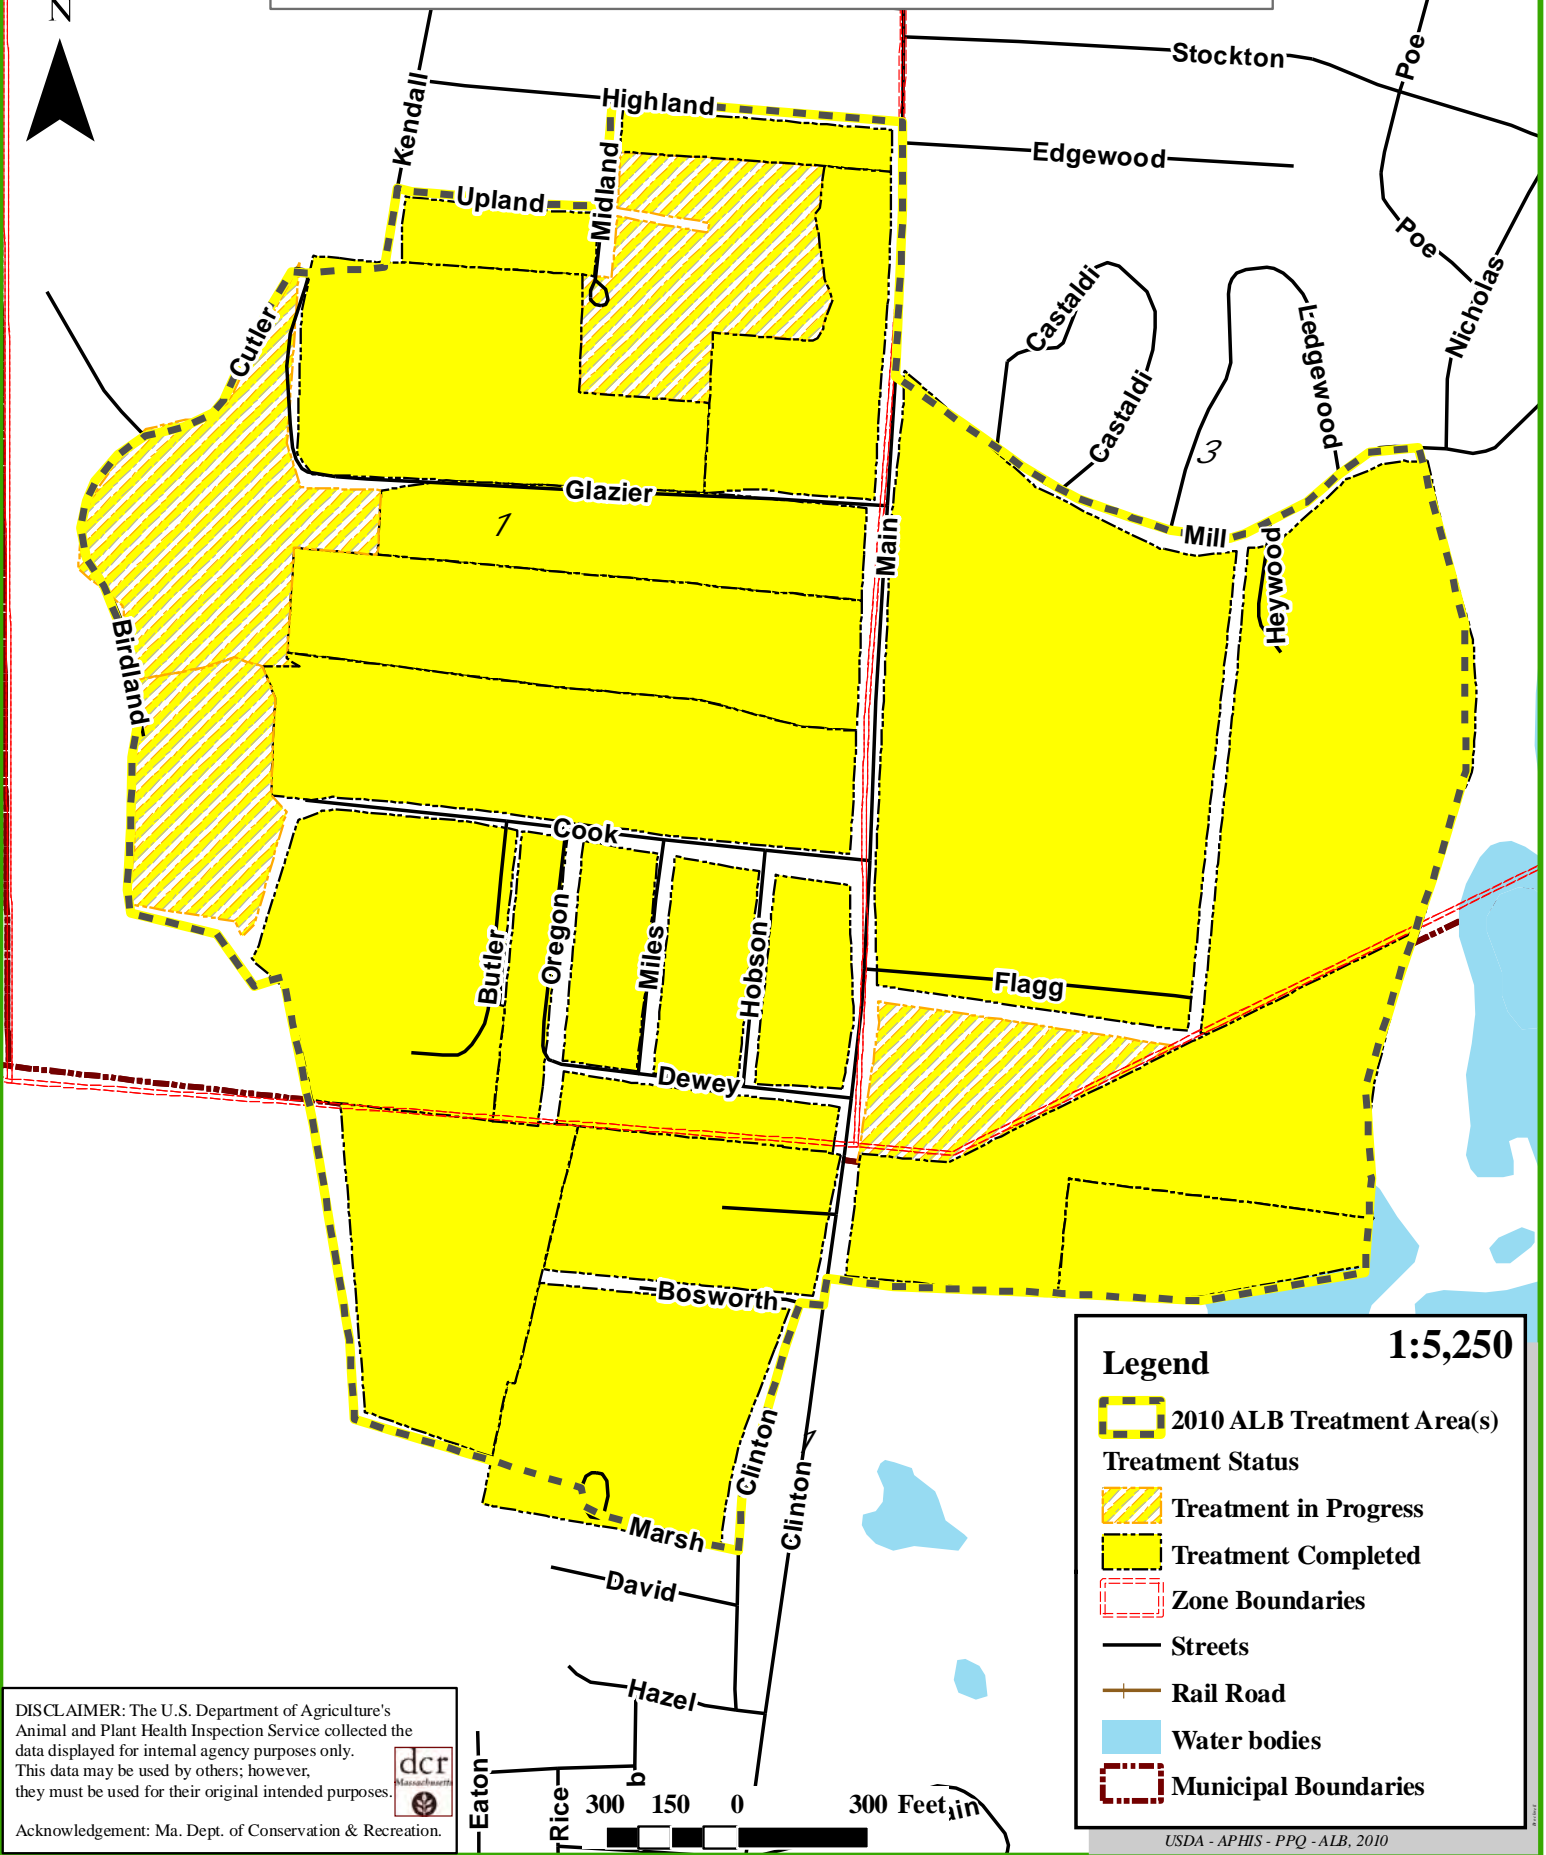 N
Stockton
Poe
Kendall
Highland
Edgewood
Midland
Upland
Poe
Nicholas
Castaldi
Ledgewood
Cutler
Castaldi
3
Glazier
1
Main
Mill
Heywood
Birdland
Cook
Butler
Oregon
Miles
Hobson
Flagg
Dewey
Bosworth
Clinton
Clinton
Marsh
David
Hazel
Eaton
Rice
b
ain
300 150 0 300 Feet
1:5,250
Legend
2010 ALB Treatment Area(s)
Treatment Status
Treatment in Progress
Treatment Completed
Zone Boundaries
Streets
Rail Road
Water bodies
Municipal Boundaries
USDA - APHIS - PPQ - ALB, 2010
DISCLAIMER: The U.S. Department of Agriculture's
Animal and Plant Health Inspection Service collected the
data displayed for internal agency purposes only.
This data may be used by others; however,
they must be used for their original intended purposes.
dcr
Massachusetts
Acknowledgement: Ma. Dept. of Conservation & Recreation.